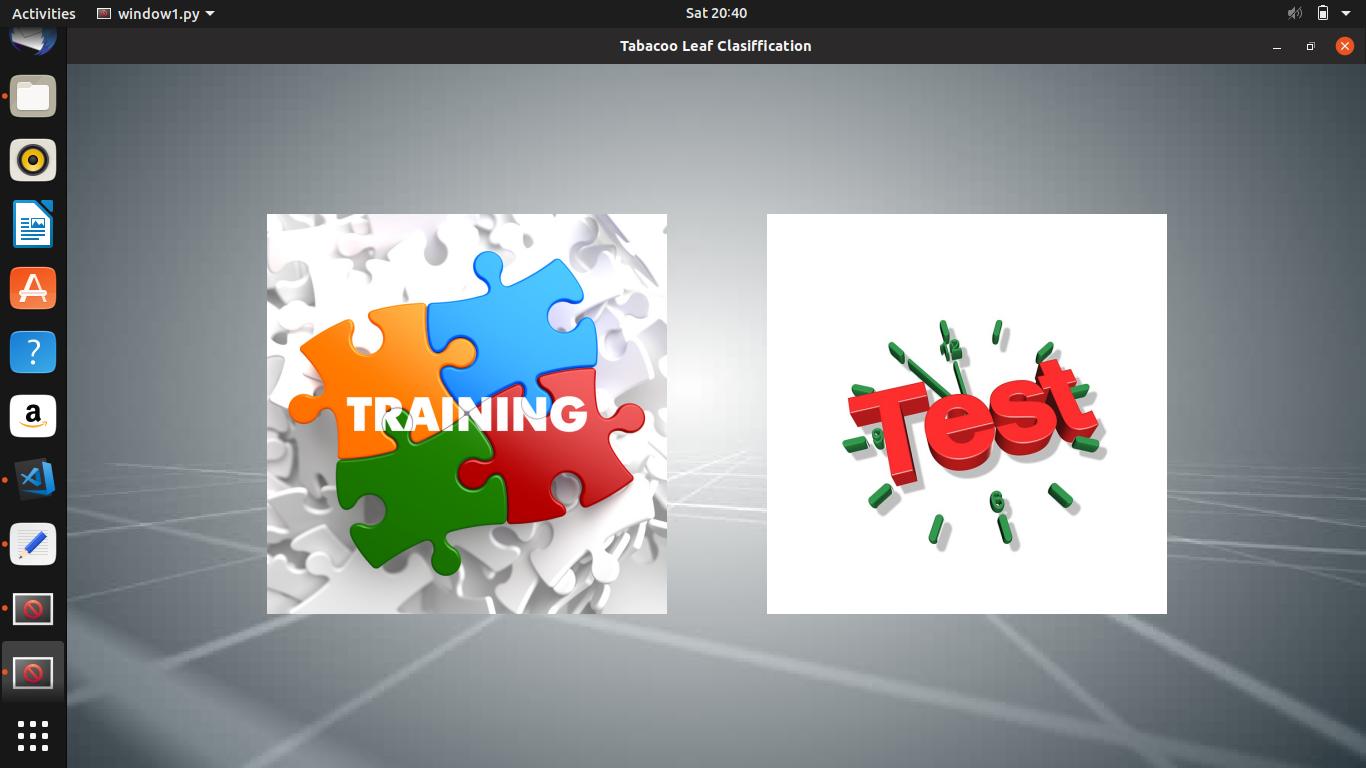 Activities
window1.py
Sat 20:40
Tabacoo Leaf Clasiffication
?
a
A
TRAINING
Test
12
9
6